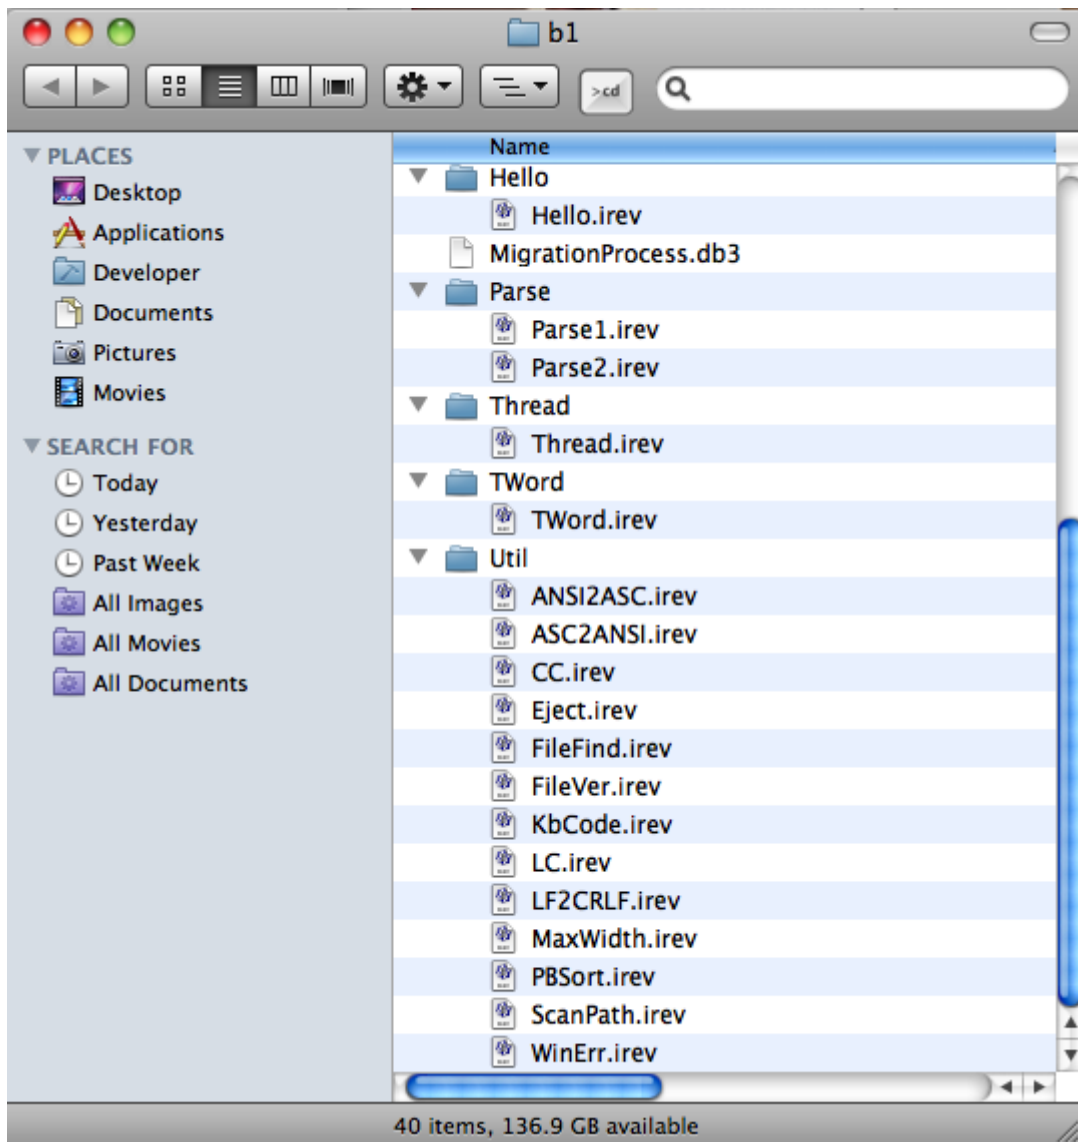 b1
>cd
PLACES
Desktop
Applications
Developer
Documents
Pictures
Movies
SEARCH FOR
Today
Yesterday
Past Week
All Images
All Movies
All Documents
Name
Hello
Hello.irev
MigrationProcess.db3
Parse
Parse1.irev
Parse2.irev
Thread
Thread.irev
TWord
TWord.irev
Util
ANSI2ASC.irev
ASC2ANSI.irev
CC.irev
Eject.irev
FileFind.irev
FileVer.irev
KbCode.irev
LC.irev
LF2CRLF.irev
MaxWidth.irev
PBSort.irev
ScanPath.irev
WinErr.irev
40 items, 136.9 GB available